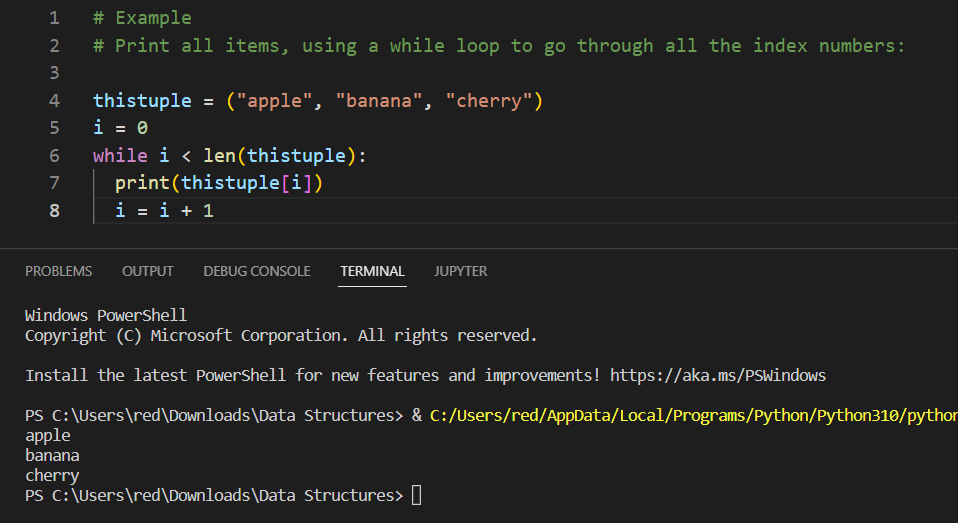 1 # Example
2 # Print all items, using a while loop to go through all the index numbers:
3
4 thistuple = ("apple", "banana", "cherry")
5 i = 0
6 while i < len(thistuple):
7   print(thistuple[i])
8   i = i + 1
PROBLEMS OUTPUT DEBUG CONSOLE TERMINAL JUPYTER
Windows PowerShell
Copyright (C) Microsoft Corporation. All rights reserved.
Install the latest PowerShell for new features and improvements! https://aka.ms/PSWindows
PS C:\Users\red\Downloads\Data Structures> & C:/Users/red/AppData/Local/Programs/Python/Python310/python
apple
banana
cherry
PS C:\Users\red\Downloads\Data Structures>